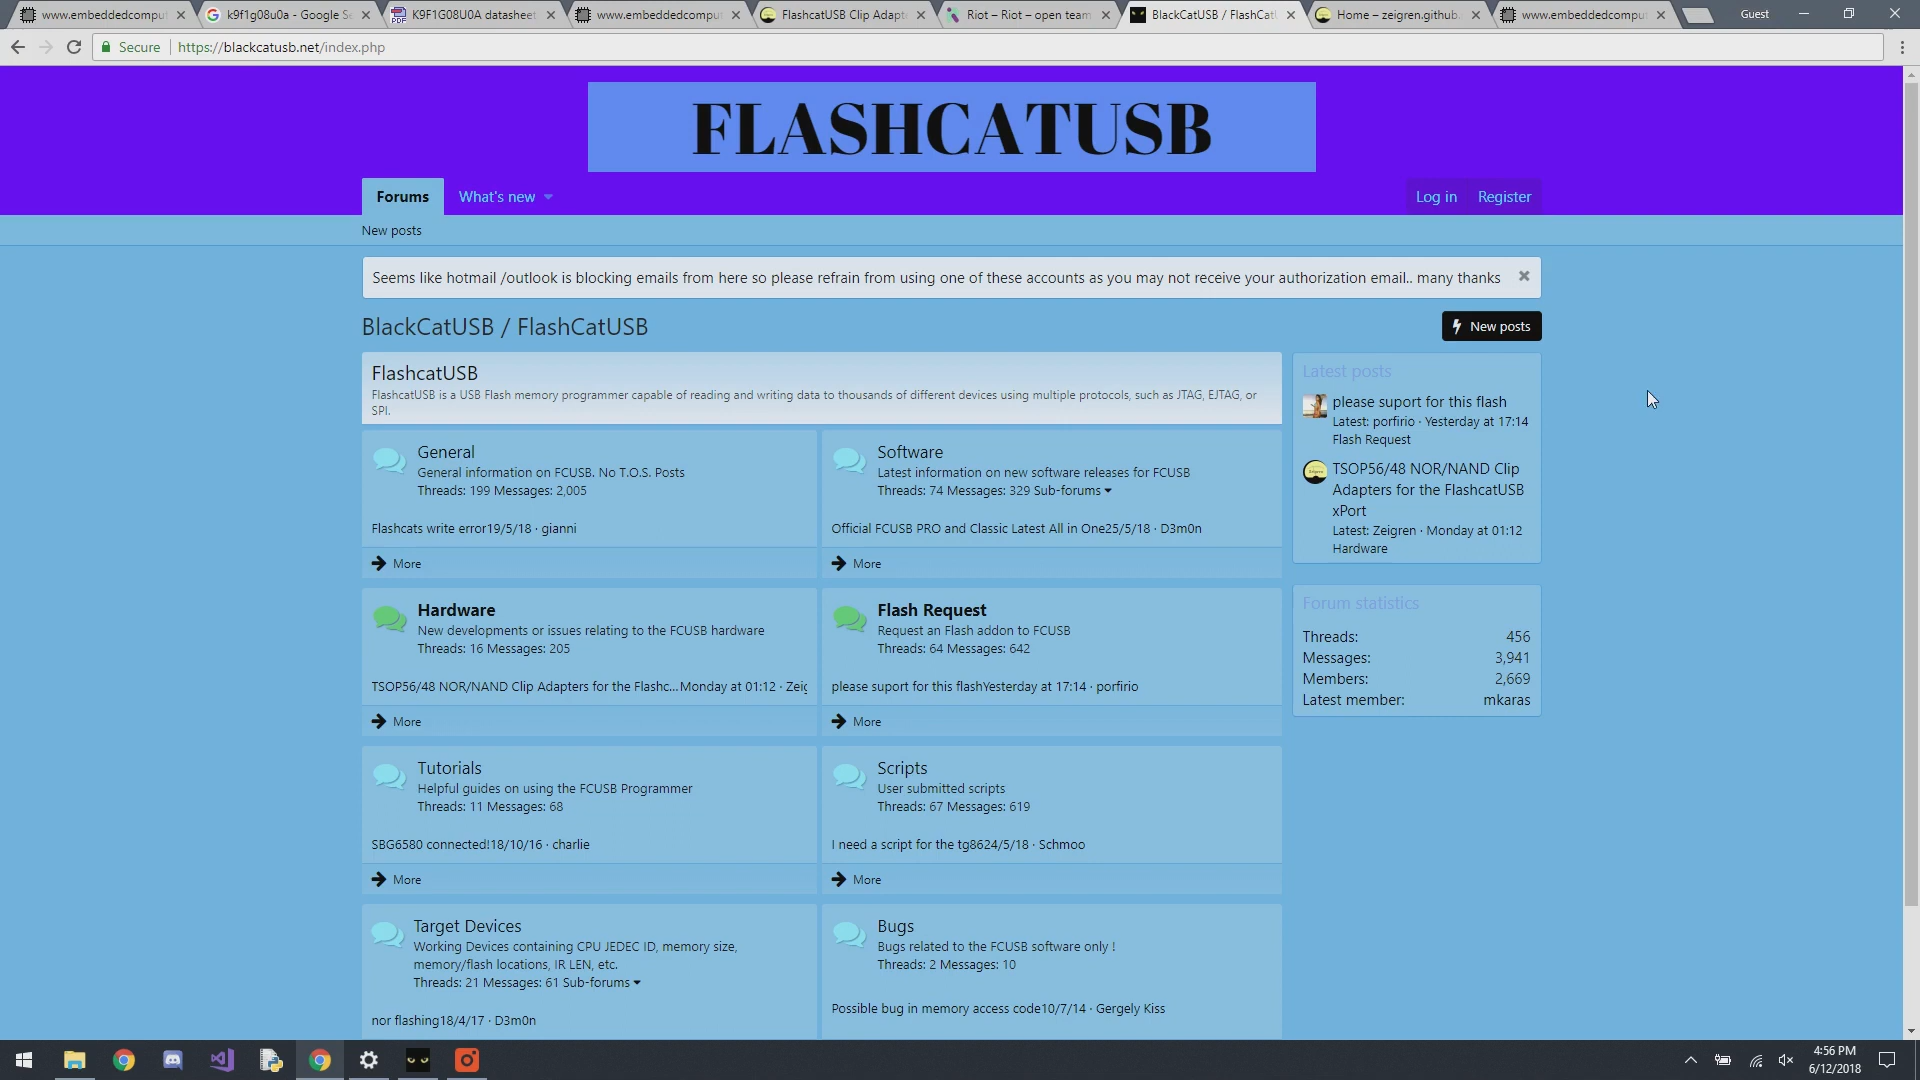 www.embeddedcompu
k9f1g08u0a - Google Se
K9F1G08U0A datasheet
www.embeddedcompu
FlashcatUSB Clip Adapt
Riot – Riot – open team
BlackCatUSB / FlashCat
Home – zeigren.github.
www.embeddedcompu
Guest
Secure
https://blackcatusb.net/index.php
FLASHCATUSB
Forums
What's new
Log in
Register
New posts
Seems like hotmail /outlook is blocking emails from here so please refrain from using one of these accounts as you may not receive your authorization email.. many thanks
BlackCatUSB / FlashCatUSB
New posts
FlashcatUSB
FlashcatUSB is a USB Flash memory programmer capable of reading and writing data to thousands of different devices using multiple protocols, such as JTAG, EJTAG, or
SPI.
General
General information on FCUSB. No T.O.S. Posts
Threads: 199 Messages: 2,005
Flashcats write error19/5/18 · gianni
More
Software
Latest information on new software releases for FCUSB
Threads: 74 Messages: 329 Sub-forums
Official FCUSB PRO and Classic Latest All in One25/5/18 · D3m0n
More
Hardware
New developments or issues relating to the FCUSB hardware
Threads: 16 Messages: 205
TSOP56/48 NOR/NAND Clip Adapters for the Flashc...Monday at 01:12 · Zeig
More
Flash Request
Request an Flash addon to FCUSB
Threads: 64 Messages: 642
please suport for this flashYesterday at 17:14 · porfirio
More
Tutorials
Helpful guides on using the FCUSB Programmer
Threads: 11 Messages: 68
SBG6580 connected!18/10/16 · charlie
More
Scripts
User submitted scripts
Threads: 67 Messages: 619
I need a script for the tg8624/5/18 · Schmoo
More
Target Devices
Working Devices containing CPU JEDEC ID, memory size,
memory/flash locations, IR LEN, etc.
Threads: 21 Messages: 61 Sub-forums
nor flashing18/4/17 · D3m0n
Bugs
Bugs related to the FCUSB software only !
Threads: 2 Messages: 10
Possible bug in memory access code10/7/14 · Gergely Kiss
Latest posts
please suport for this flash
Latest: porfirio · Yesterday at 17:14
Flash Request
TSOP56/48 NOR/NAND Clip
Adapters for the FlashcatUSB
xPort
Latest: Zeigren · Monday at 01:12
Hardware
Forum statistics
Threads: 456
Messages: 3,941
Members: 2,669
Latest member: mkaras
4:56 PM
6/12/2018